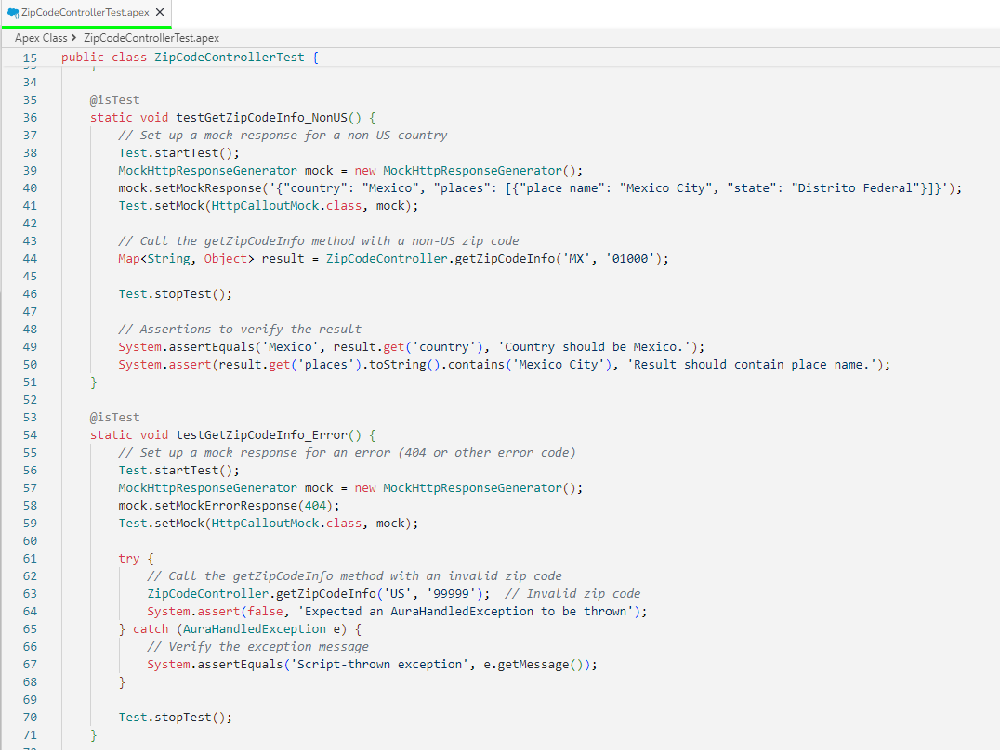 ZipCodeControllerTest.apex
Apex Class ZipCodeControllerTest.apex
15 public class ZipCodeControllerTest {
33 }
34
35 @isTest
36 static void testGetZipCodeInfo_NonUS() {
37 // Set up a mock response for a non-US country
38 Test.startTest();
39 MockHttpResponseGenerator mock = new MockHttpResponseGenerator();
40 mock.setMockResponse('{"country": "Mexico", "places": [{"place name": "Mexico City", "state": "Distrito Federal"}]}');
41 Test.setMock(HttpCalloutMock.class, mock);
42
43 // Call the getZipCodeInfo method with a non-US zip code
44 Map<String, Object> result = ZipCodeController.getZipCodeInfo('MX', '01000');
45
46 Test.stopTest();
47
48 // Assertions to verify the result
49 System.assertEquals('Mexico', result.get('country'), 'Country should be Mexico.');
50 System.assert(result.get('places').toString().contains('Mexico City'), 'Result should contain place name.');
51 }
52
53 @isTest
54 static void testGetZipCodeInfo_Error() {
55 // Set up a mock response for an error (404 or other error code)
56 Test.startTest();
57 MockHttpResponseGenerator mock = new MockHttpResponseGenerator();
58 mock.setMockErrorResponse(404);
59 Test.setMock(HttpCalloutMock.class, mock);
60
61 try {
62 // Call the getZipCodeInfo method with an invalid zip code
63 ZipCodeController.getZipCodeInfo('US', '99999'); // Invalid zip code
64 System.assert(false, 'Expected an AuraHandledException to be thrown');
65 } catch (AuraHandledException e) {
66 // Verify the exception message
67 System.assertEquals('Script-thrown exception', e.getMessage());
68 }
69
70 Test.stopTest();
71 }